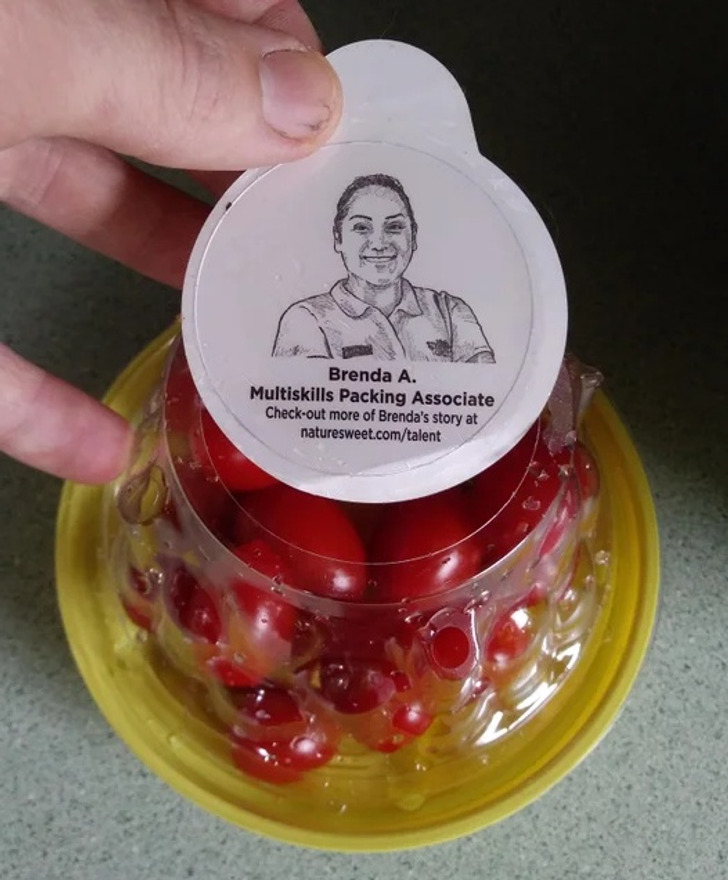 Brenda A.
Multiskills Packing Associate
Check-out more of Brenda's story at
naturesweet.com/talent